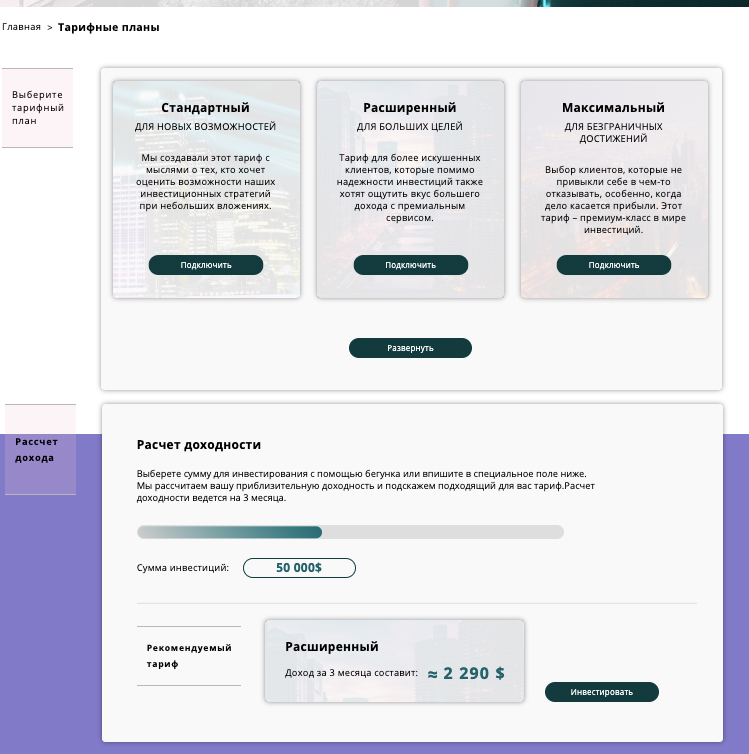 Главная > Тарифные планы
Выберите
тарифный
план
Стандартный
ДЛЯ НОВЫХ ВОЗМОЖНОСТЕЙ
Мы создавали этот тариф с
мыслями о тех, кто хочет
оценить возможности наших
инвестиционных стратегий
при небольших вложениях.
Подключить
Расширенный
ДЛЯ БОЛЬШИХ ЦЕЛЕЙ
Тариф для более искушенных
клиентов, которые помимо
надежности инвестиций также
хотят ощутить вкус большего
дохода с премиальным
сервисом.
Подключить
Максимальный
ДЛЯ БЕЗГРАНИЧНЫХ
ДОСТИЖЕНИЙ
Выбор клиентов, которые не
привыкли себе в чем-то
отказывать, особенно, когда
дело касается прибыли. Этот
тариф – премиум-класс в мире
инвестиций.
Подключить
Развернуть
Рассчет
дохода
Расчет доходности
Выберете сумму для инвестирования с помощью бегунка или впишите в специальное поле ниже.
Мы рассчитаем вашу приблизительную доходность и подскажем подходящий для вас тариф.Расчет
доходности ведется на 3 месяца.
Сумма инвестиций: 50 000$
Рекомендуемый
тариф
Расширенный
Доход за 3 месяца составит: ≈ 2 290 $
Инвестировать